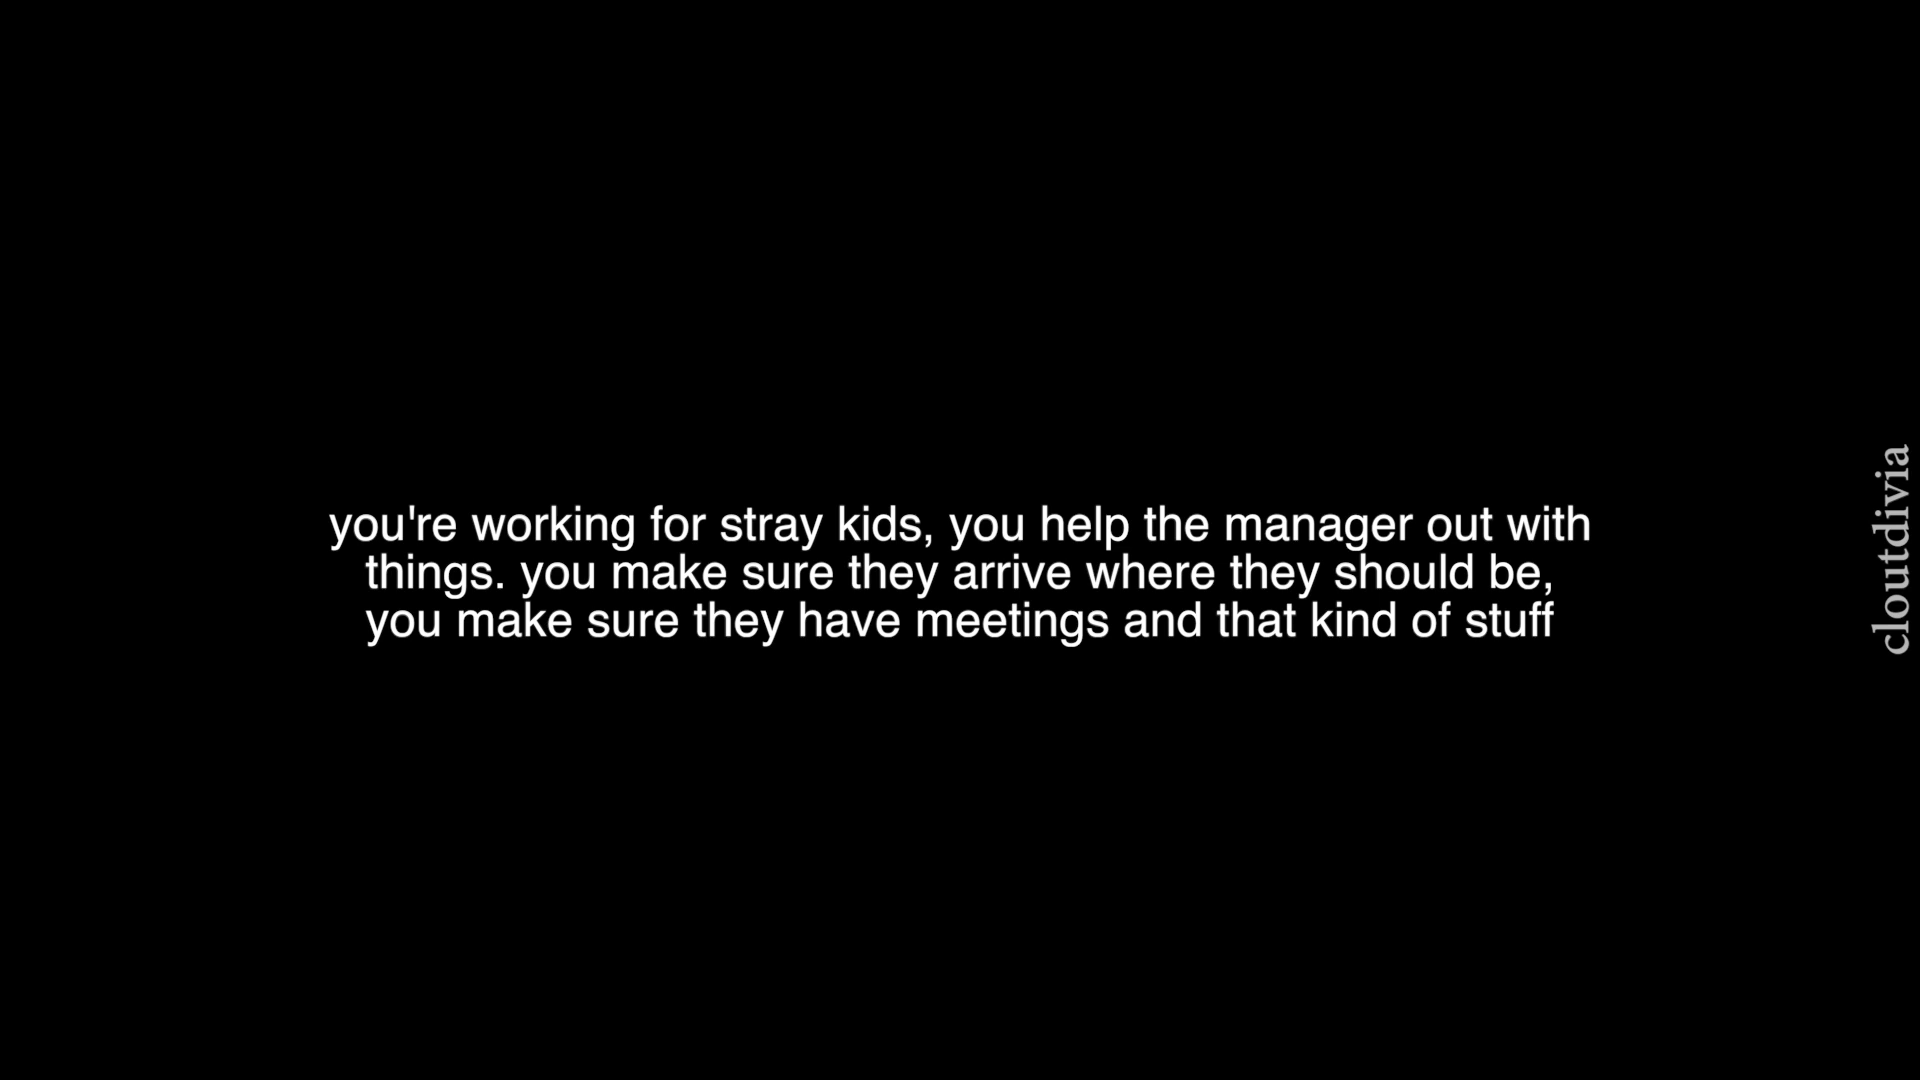 you're working for stray kids, you help the manager out with
things. you make sure they arrive where they should be,
you make sure they have meetings and that kind of stuff
cloutdivia